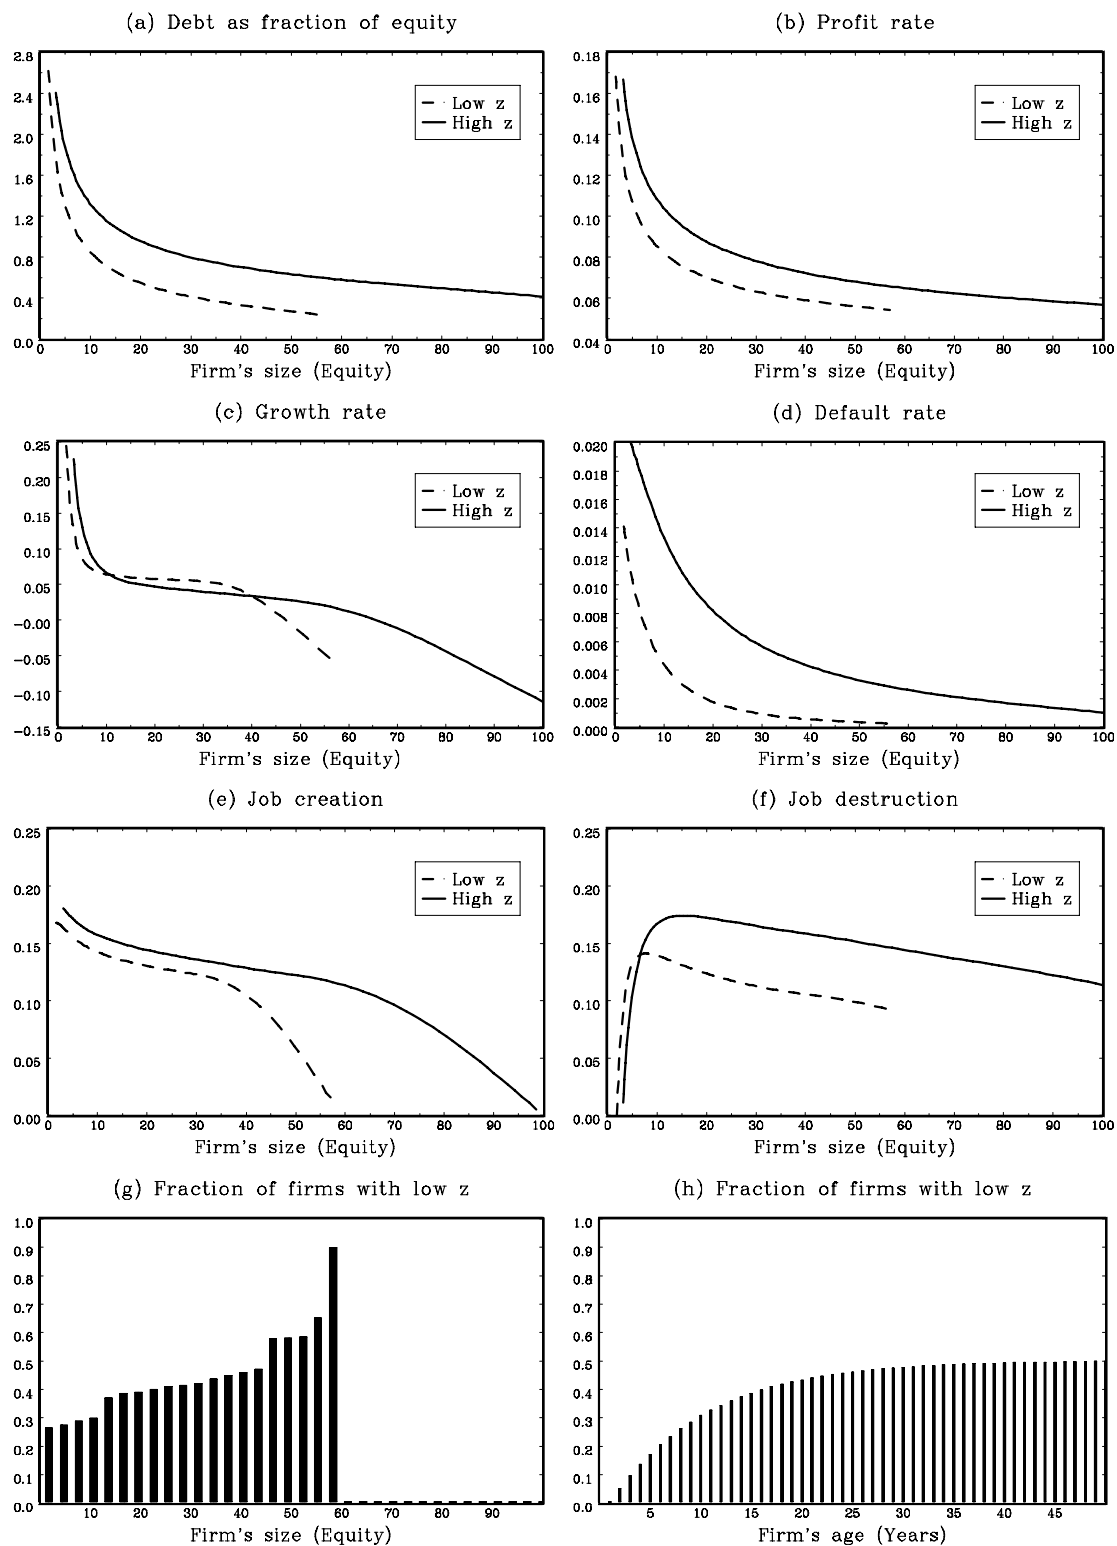 (a) Debt as fraction of equity
2.8
2.4
2.0
1.6
1.2
0.8
0.4
0.0
Low z
High z
0 10 20 30 40 50 60 70 80 90 100
Firm's size (Equity)
(b) Profit rate
0.18
0.16
0.14
0.12
0.10
0.08
0.06
0.04
Low z
High z
0 10 20 30 40 50 60 70 80 90 100
Firm's size (Equity)
(c) Growth rate
0.25
0.20
0.15
0.10
0.05
-0.00
-0.05
-0.10
-0.15
Low z
High z
0 10 20 30 40 50 60 70 80 90 100
Firm's size (Equity)
(d) Default rate
0.020
0.018
0.016
0.014
0.012
0.010
0.008
0.006
0.004
0.002
0.000
Low z
High z
0 10 20 30 40 50 60 70 80 90 100
Firm's size (Equity)
(e) Job creation
0.25
0.20
0.15
0.10
0.05
0.00
Low z
High z
0 10 20 30 40 50 60 70 80 90 100
Firm's size (Equity)
(f) Job destruction
0.25
0.20
0.15
0.10
0.05
0.00
Low z
High z
0 10 20 30 40 50 60 70 80 90 100
Firm's size (Equity)
(g) Fraction of firms with low z
1.0
0.9
0.8
0.7
0.6
0.5
0.4
0.3
0.2
0.1
0.0
10 20 30 40 50 60 70 80 90 100
Firm's size (Equity)
(h) Fraction of firms with low z
1.0
0.9
0.8
0.7
0.6
0.5
0.4
0.3
0.2
0.1
0.0
5 10 15 20 25 30 35 40 45
Firm's age (Years)